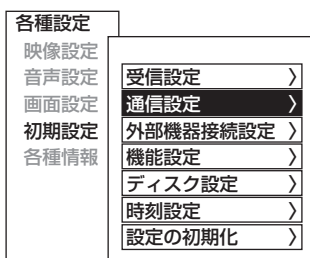 各種設定
映像設定
音声設定
画面設定
初期設定
各種情報
受信設定 〉
通信設定 〉
外部機器接続設定 〉
機能設定 〉
ディスク設定 〉
時刻設定 〉
設定の初期化 〉